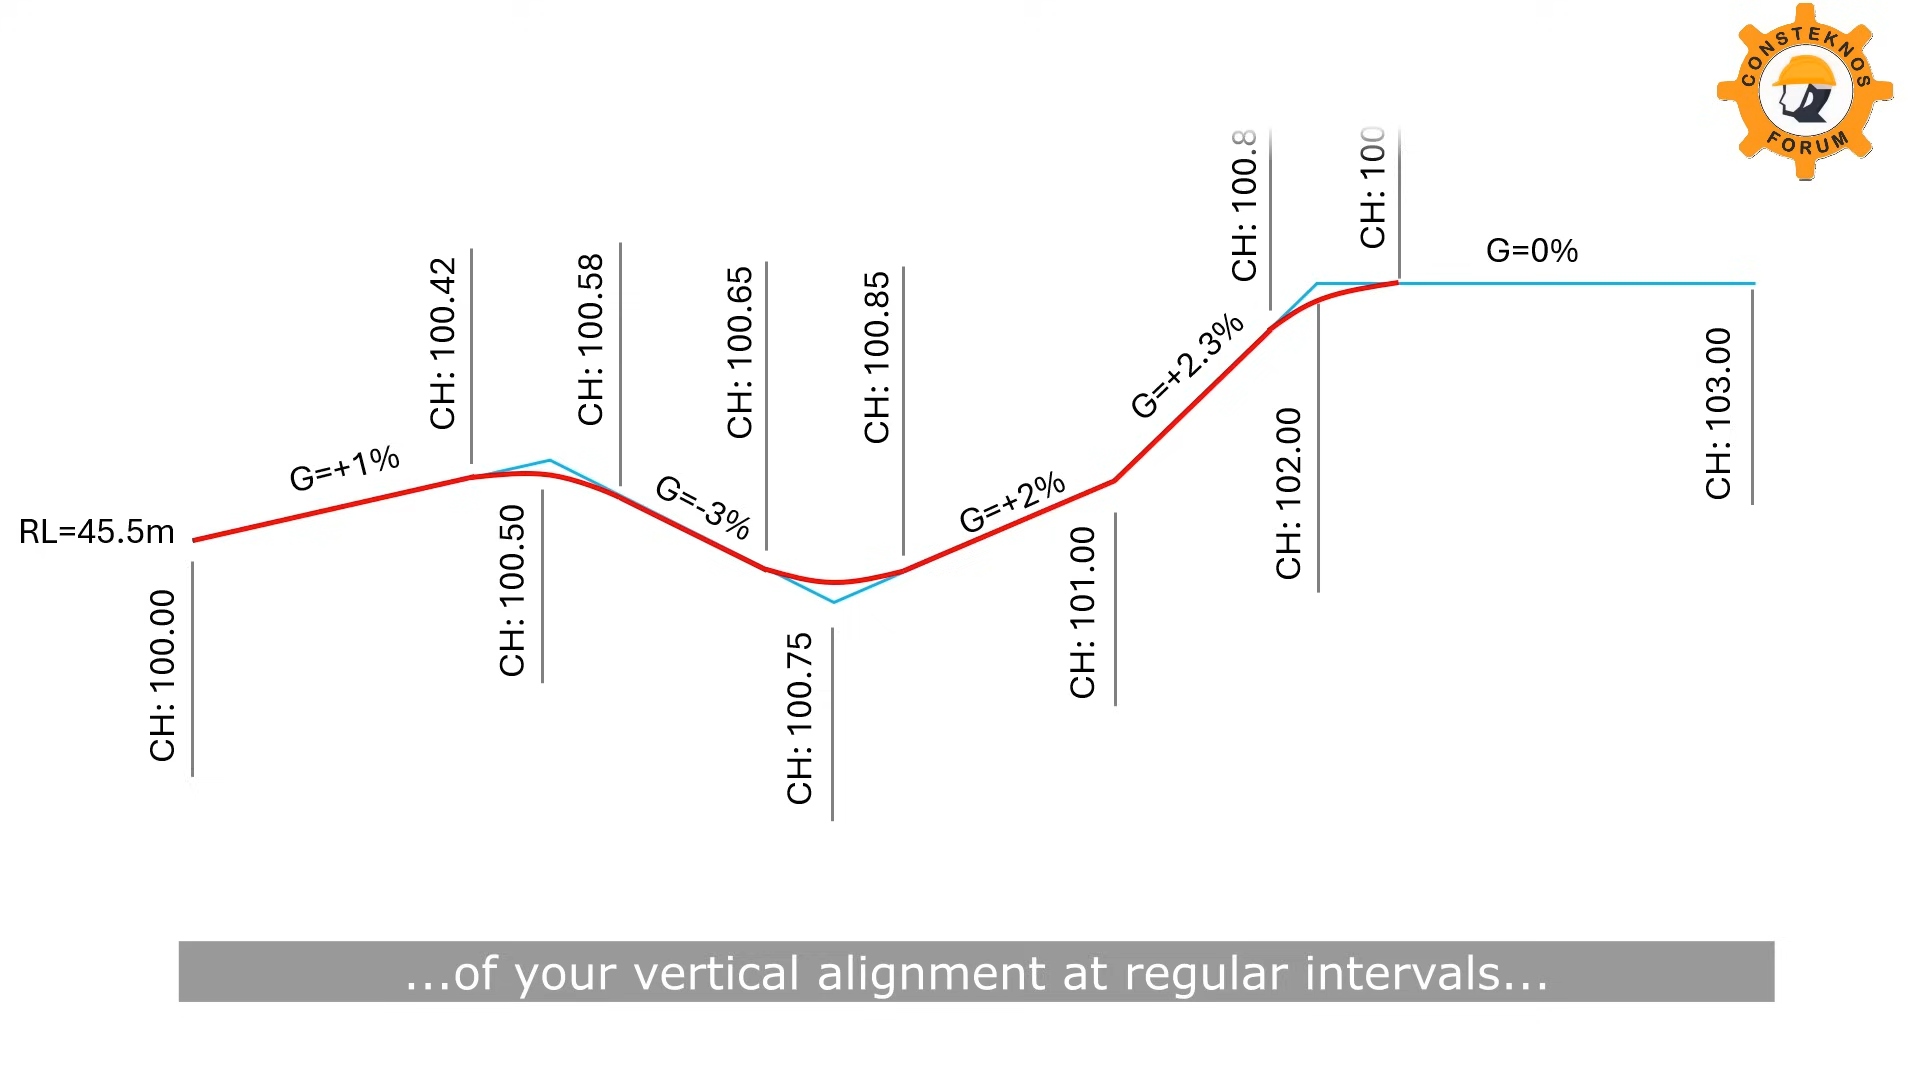 CONSTEKNOS
FORUM
CH: 100.8
CH: 100
G=0%
CH: 100.42
CH: 100.58
CH: 100.65
CH: 100.85
G=+2.3%
CH: 103.00
G=+1%
G=-3%
G=+2%
CH: 102.00
RL=45.5m
CH: 100.00
CH: 100.50
CH: 101.00
CH: 100.75
...of your vertical alignment at regular intervals...